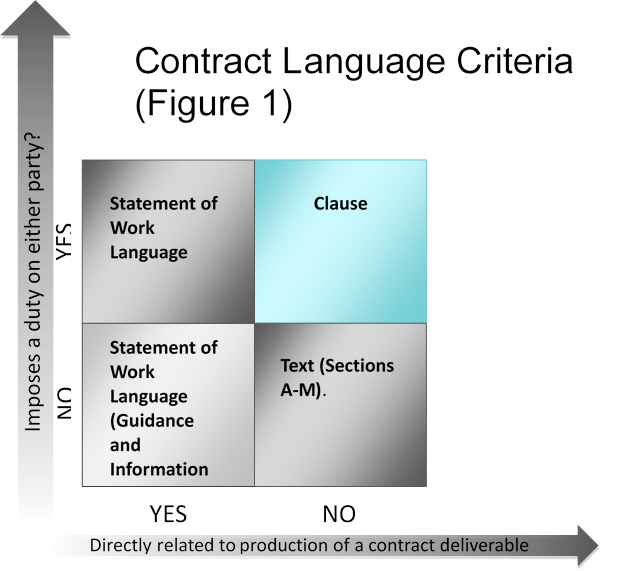 Contract Language Criteria
(Figure 1)
Imposes a duty on either party?
YES
NO
Statement of
Work
Language
Clause
Statement of
Work
Language
(Guidance
and
Information
Text (Sections
A-M).
YES
NO
Directly related to production of a contract deliverable